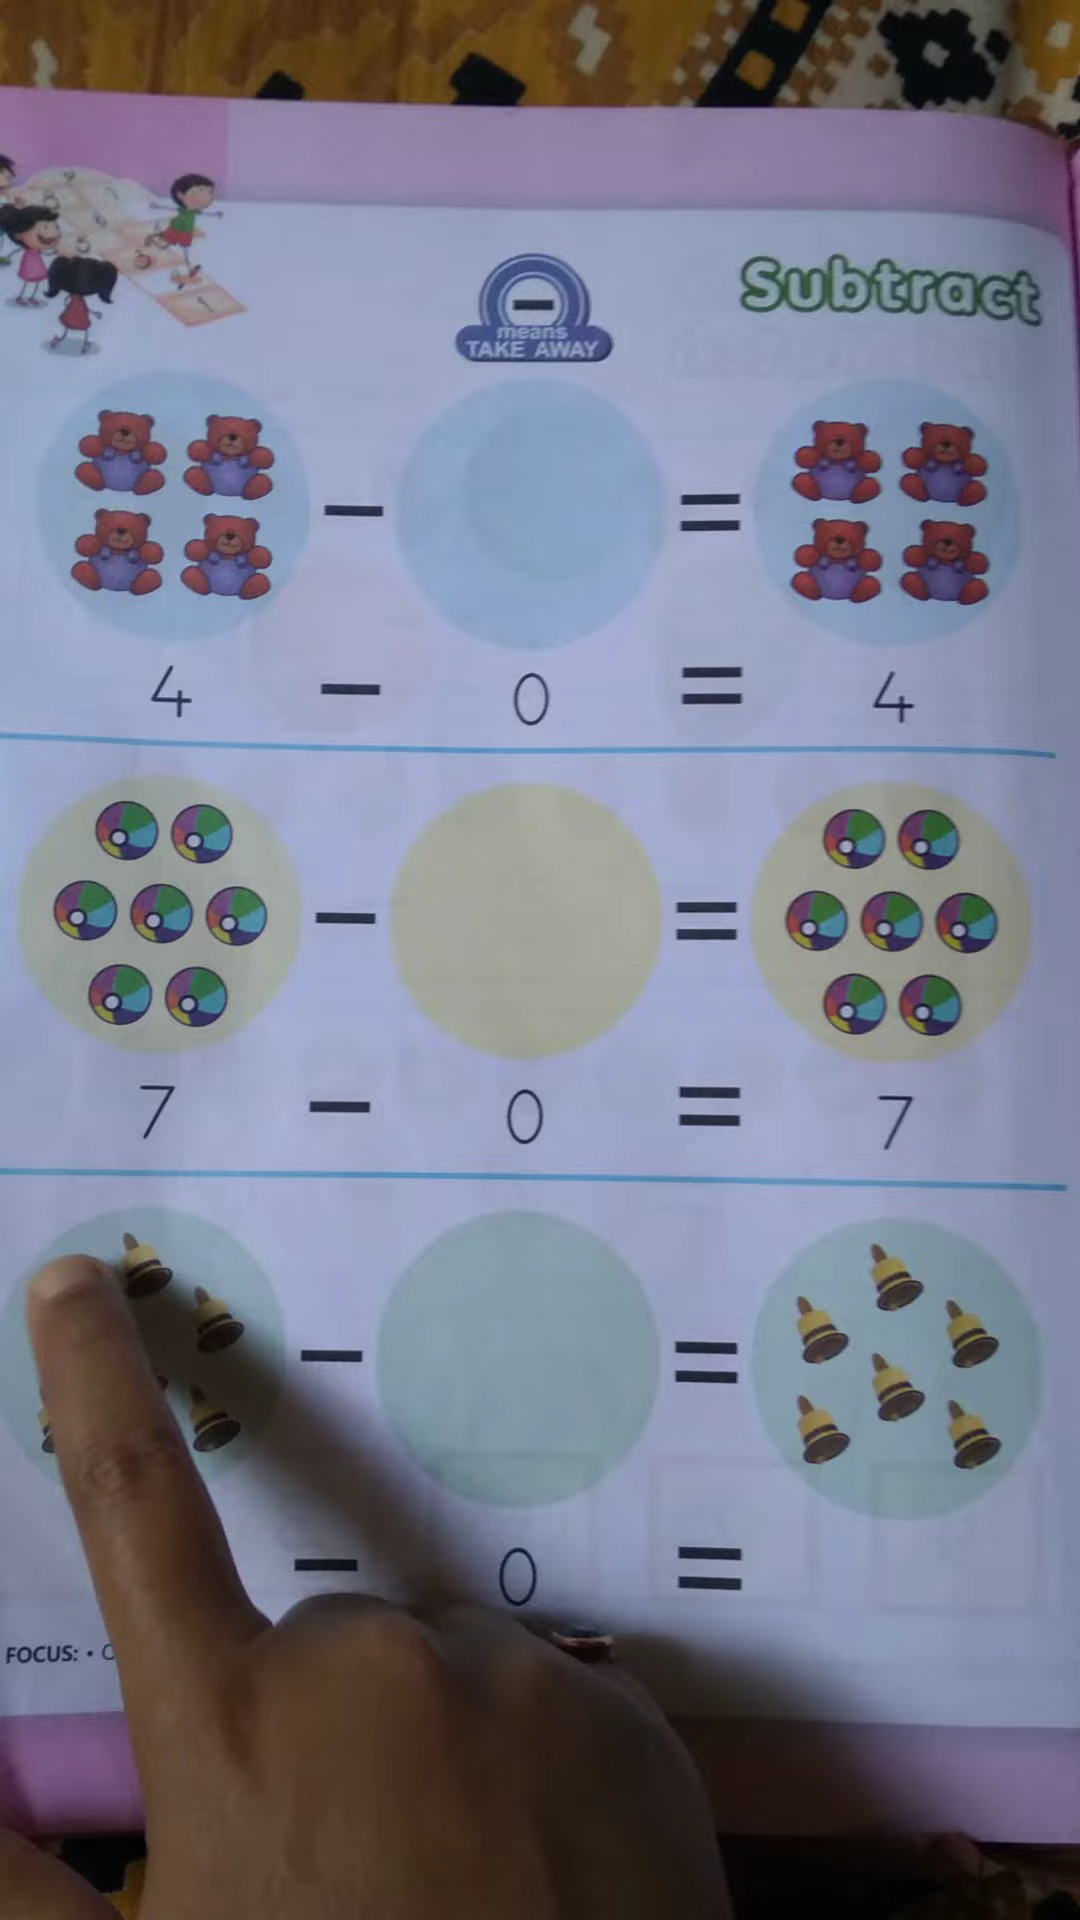 Subtract
−
means
TAKE AWAY
− =
4 − 0 = 4
− =
7 − 0 = 7
− =
− 0 =
FOCUS: •